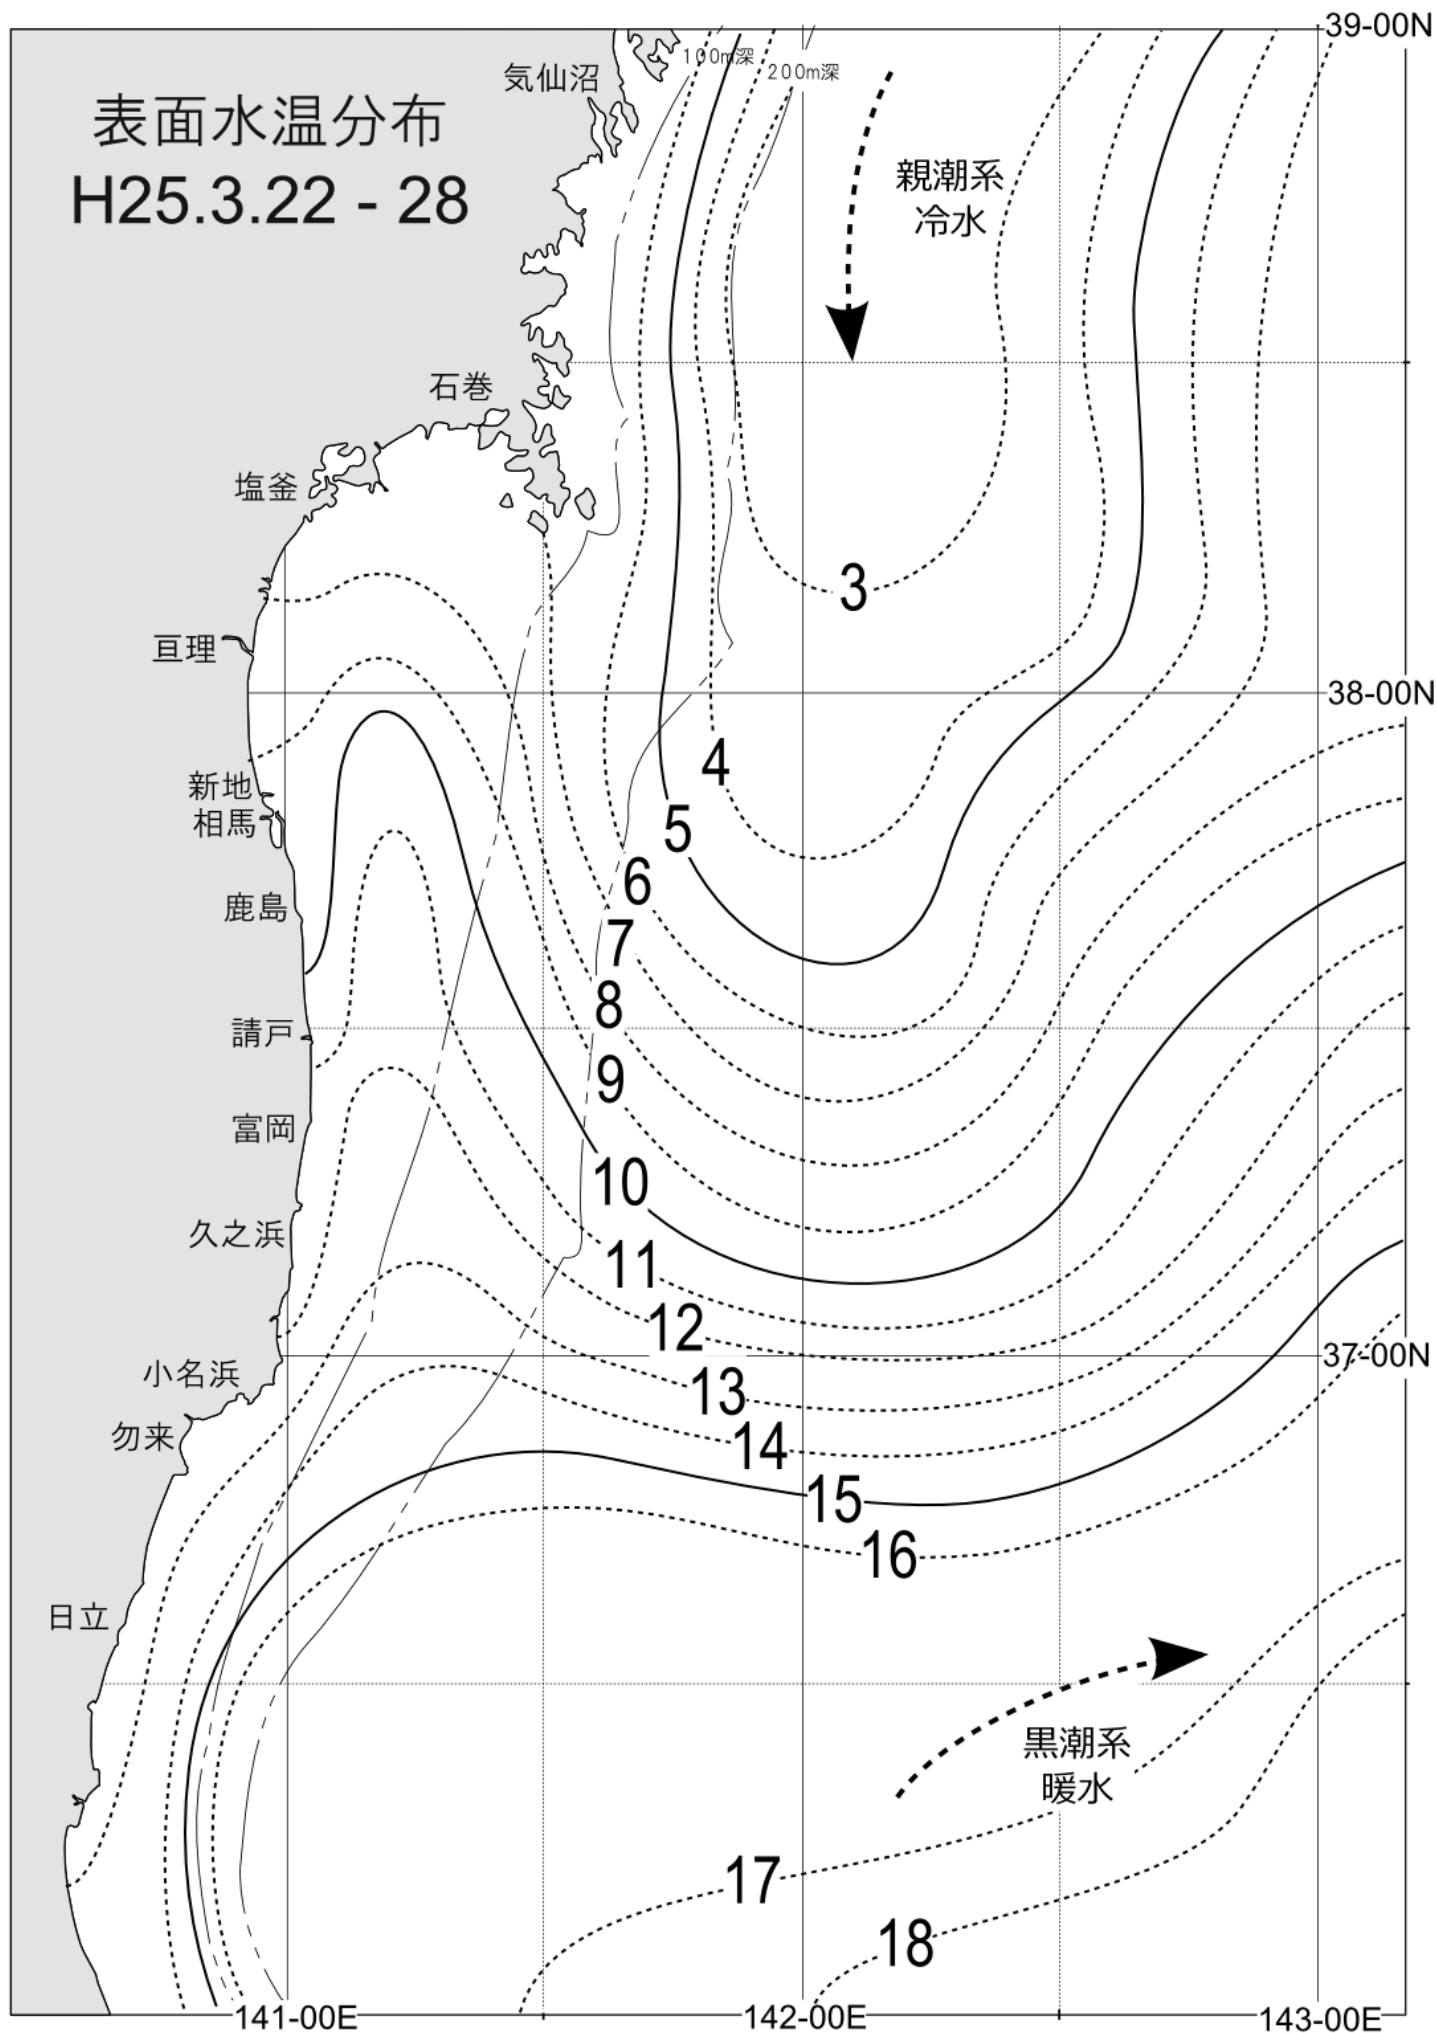 39-00N
100m深
200m深
気仙沼
表面水温分布
H25.3.22 - 28
親潮系
冷水
石巻
塩釜
3
亘理
38-00N
4
新地
相馬
5
6
鹿島
7
8
請戸
9
富岡
10
久之浜
11
12
37-00N
小名浜
13
勿来
14
15
16
日立
黒潮系
暖水
17
18
141-00E
142-00E
143-00E